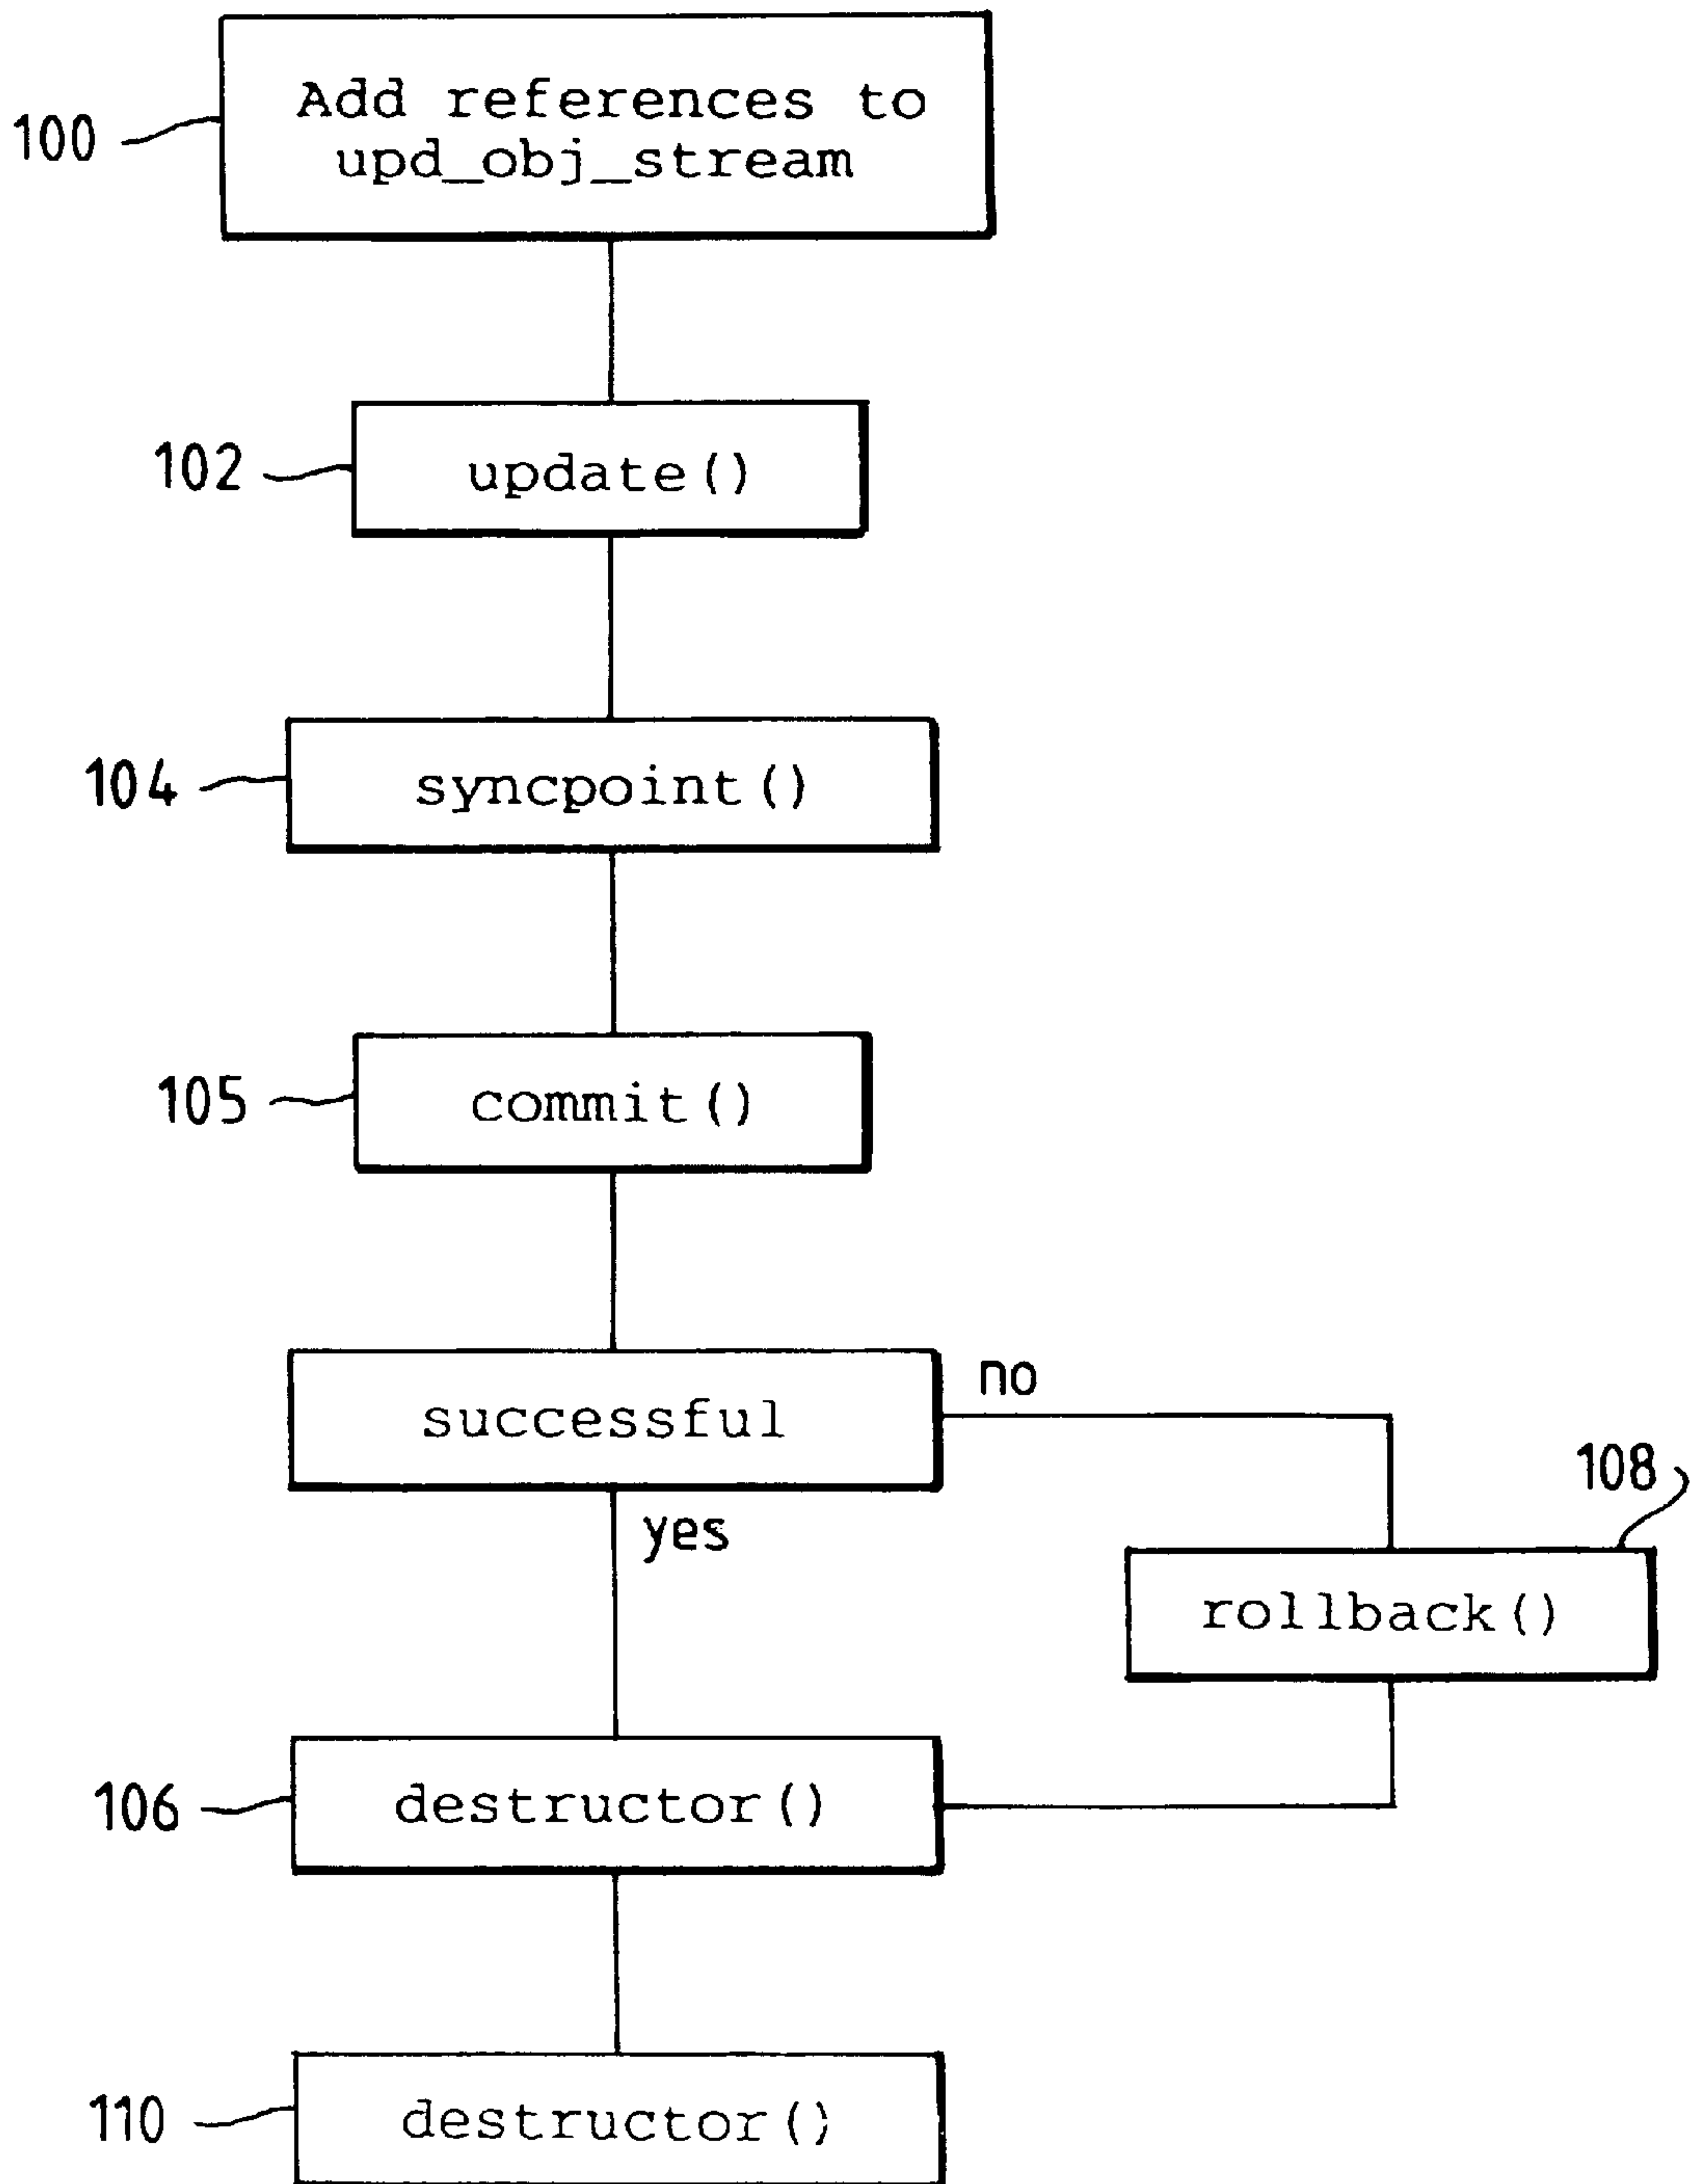 100
Add references to
upd_obj_stream
102
update()
104
syncpoint()
105
commit()
successful
no
yes
108
rollback()
106
destructor()
110
destructor()